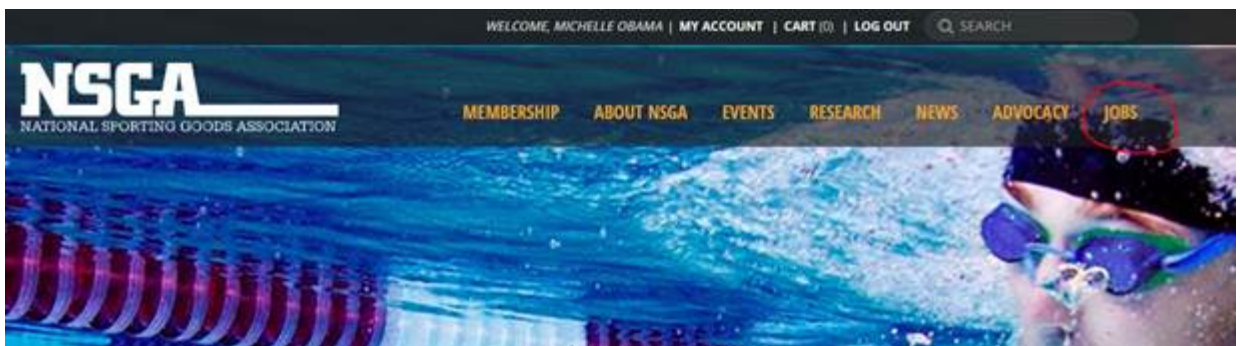 WELCOME, MICHELLE OBAMA | MY ACCOUNT | CART (0) | LOG OUT SEARCH
NSGA
NATIONAL SPORTING GOODS ASSOCIATION
MEMBERSHIP ABOUT NSGA EVENTS RESEARCH NEWS ADVOCACY JOBS